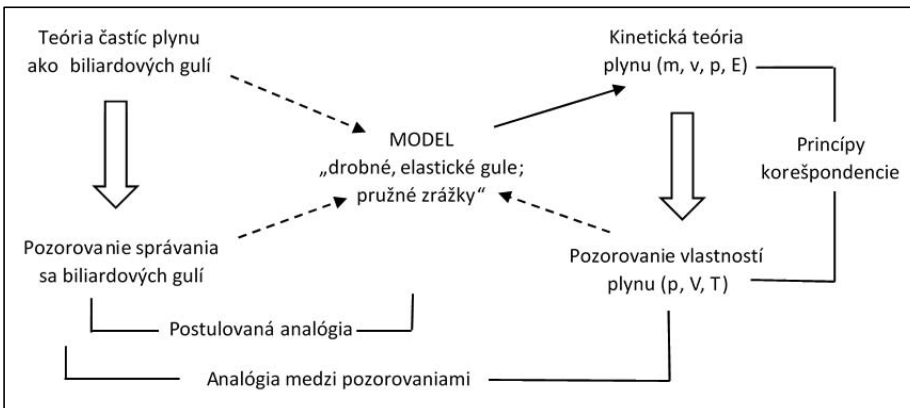 Teória častíc plynu
ako biliardových gulí
Kinetická teória
plynu (m, v, p, E)
MODEL
„drobné, elastické gule;
pružné zrážky“
Princípy
korešpondencie
Pozorovanie správania
sa biliardových gulí
Pozorovanie vlastností
plynu (p, V, T)
Postulovaná analógia
Analógia medzi pozorovaniami